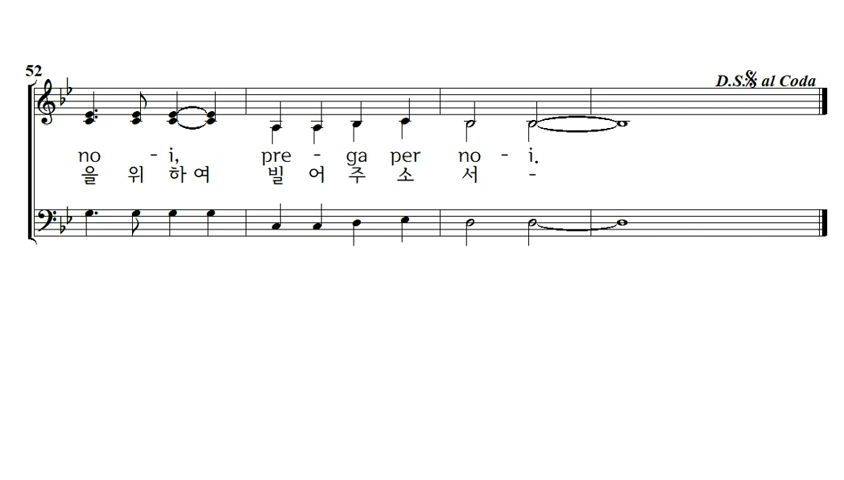 52
D.S. al Coda
no - i, pre - ga per no - i.
을 위 하 여 빌 어 주 소 서 -